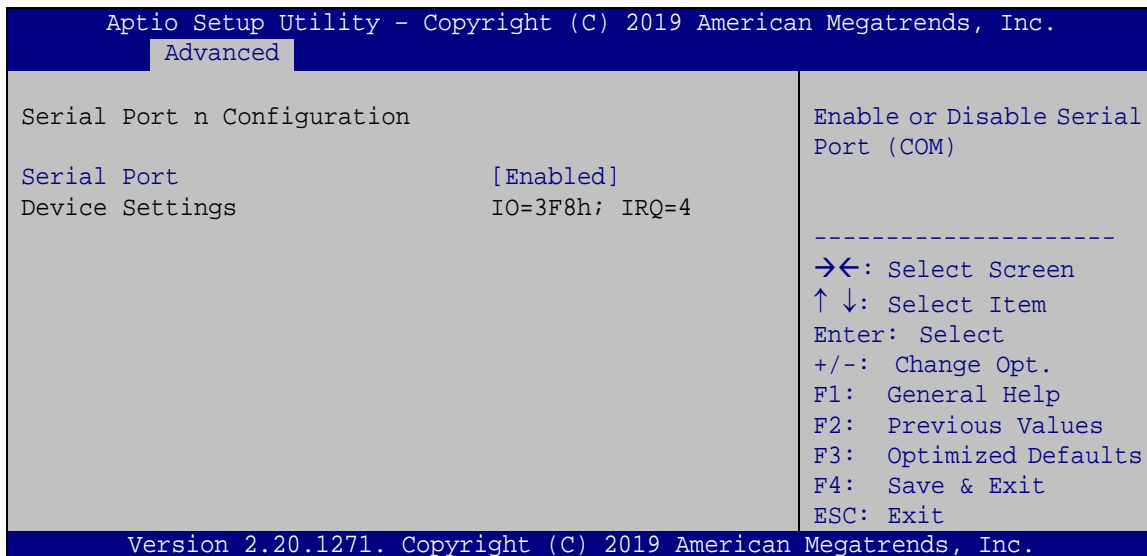 Aptio Setup Utility – Copyright (C) 2019 American Megatrends, Inc.
Advanced
Serial Port n Configuration
Serial Port [Enabled]
Device Settings IO=3F8h; IRQ=4
Enable or Disable Serial
Port (COM)
---------------------
→←: Select Screen
↑ ↓: Select Item
Enter: Select
+/-: Change Opt.
F1: General Help
F2: Previous Values
F3: Optimized Defaults
F4: Save & Exit
ESC: Exit
Version 2.20.1271. Copyright (C) 2019 American Megatrends, Inc.